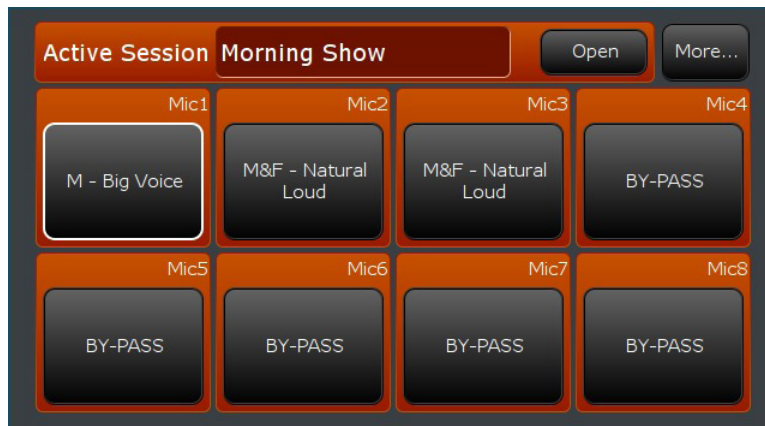 Active Session Morning Show Open More...
Mic1 Mic2 Mic3 Mic4
M - Big Voice
M&F - Natural
Loud
M&F - Natural
Loud
BY-PASS
Mic5 Mic6 Mic7 Mic8
BY-PASS BY-PASS BY-PASS BY-PASS